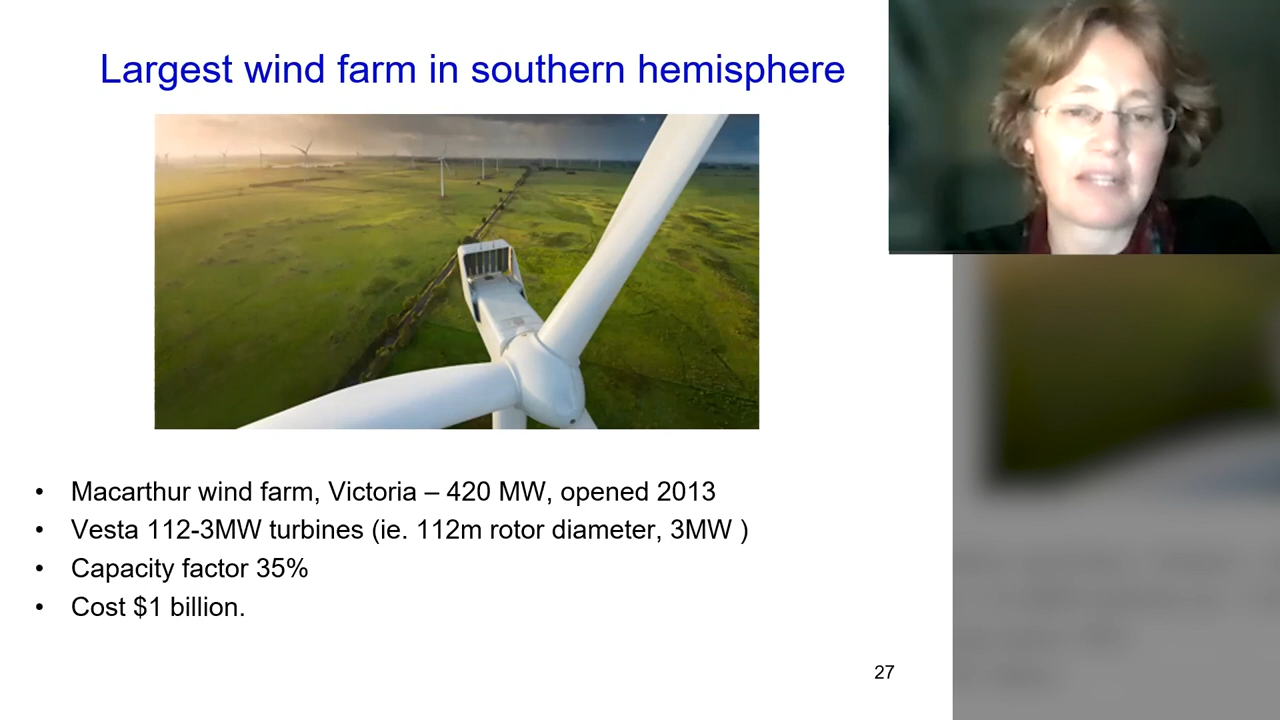 Largest wind farm in southern hemisphere
• Macarthur wind farm, Victoria – 420 MW, opened 2013
• Vesta 112-3MW turbines (ie. 112m rotor diameter, 3MW )
• Capacity factor 35%
• Cost $1 billion.
27